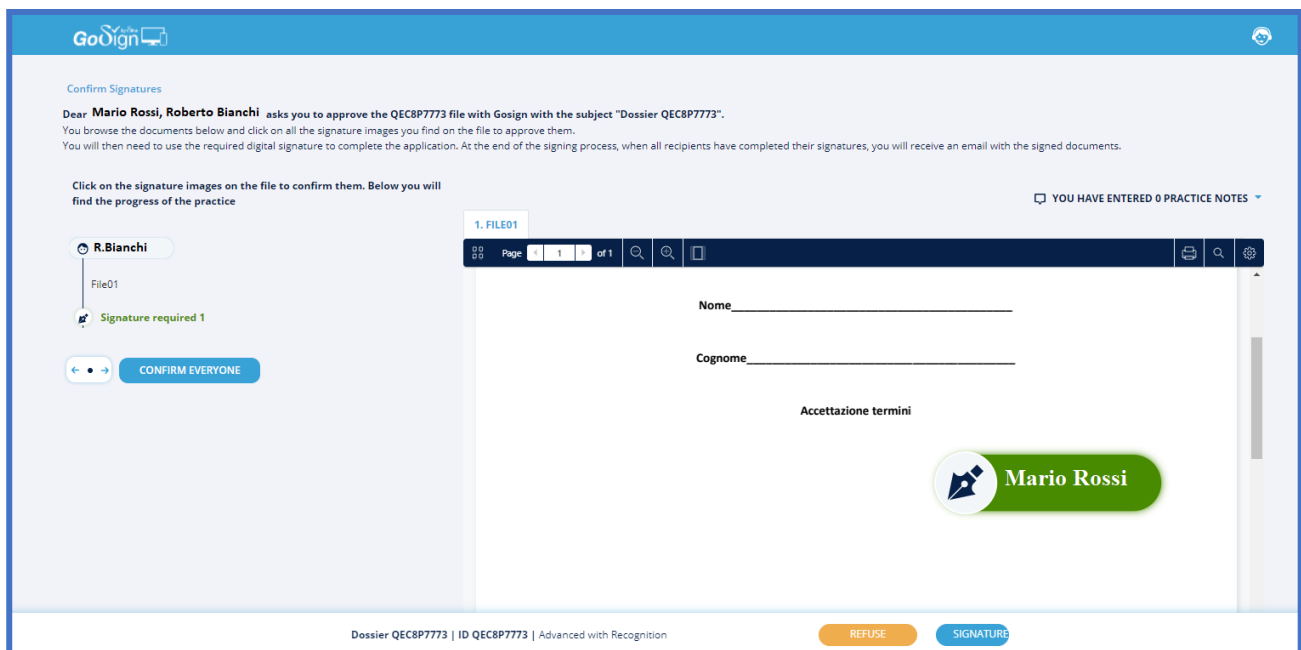 GoSign
Confirm Signatures
Dear Mario Rossi, Roberto Bianchi asks you to approve the QEC8P7773 file with Gosign with the subject "Dossier QEC8P7773".
You browse the documents below and click on all the signature images you find on the file to approve them.
You will then need to use the required digital signature to complete the application. At the end of the signing process, when all recipients have completed their signatures, you will receive an email with the signed documents.
Click on the signature images on the file to confirm them. Below you will
find the progress of the practice
YOU HAVE ENTERED 0 PRACTICE NOTES
R.Bianchi
File01
Signature required 1
CONFIRM EVERYONE
1. FILE01
Page 1 of 1
Nome
Cognome
Accettazione termini
Mario Rossi
Dossier QEC8P7773 | ID QEC8P7773 | Advanced with Recognition
REFUSE
SIGNATURE